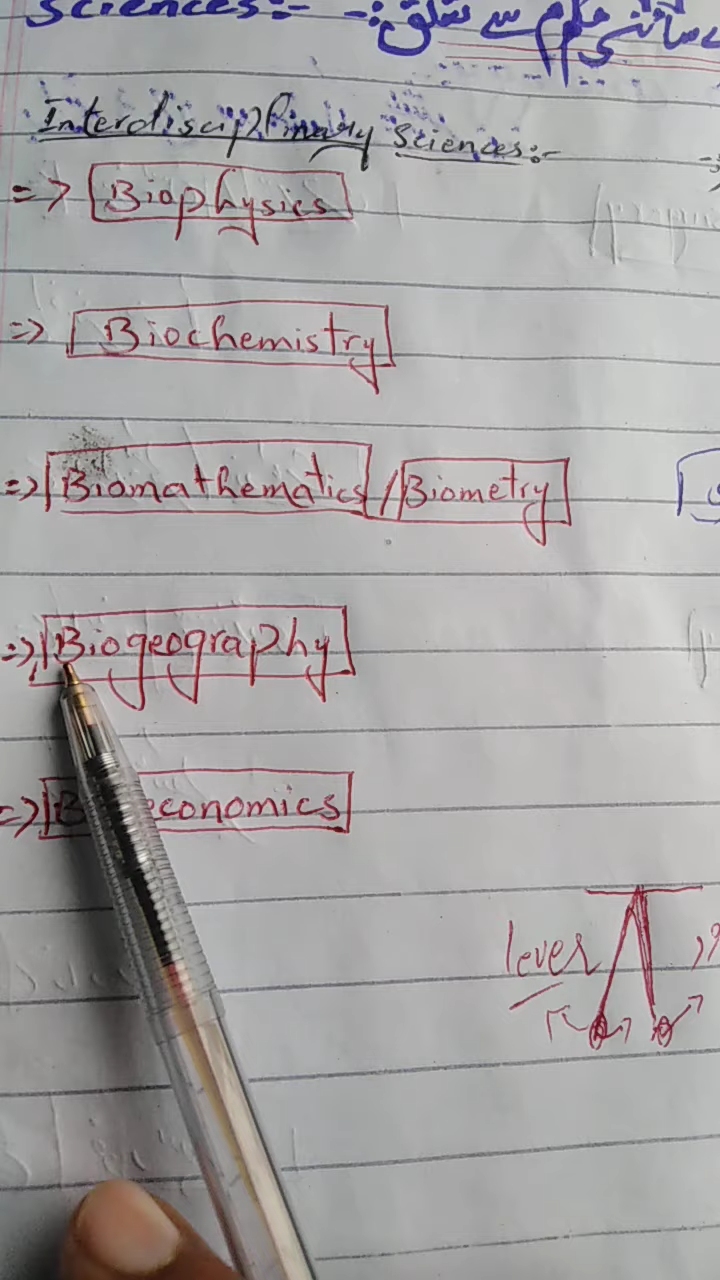 Sciences:- سائنسی علوم سے تعلق:-
Interdisciplinary Sciences:-
=> Biophysics
=> Biochemistry
=> Biomathematics / Biometry
=> Biogeography
=> economics
lever